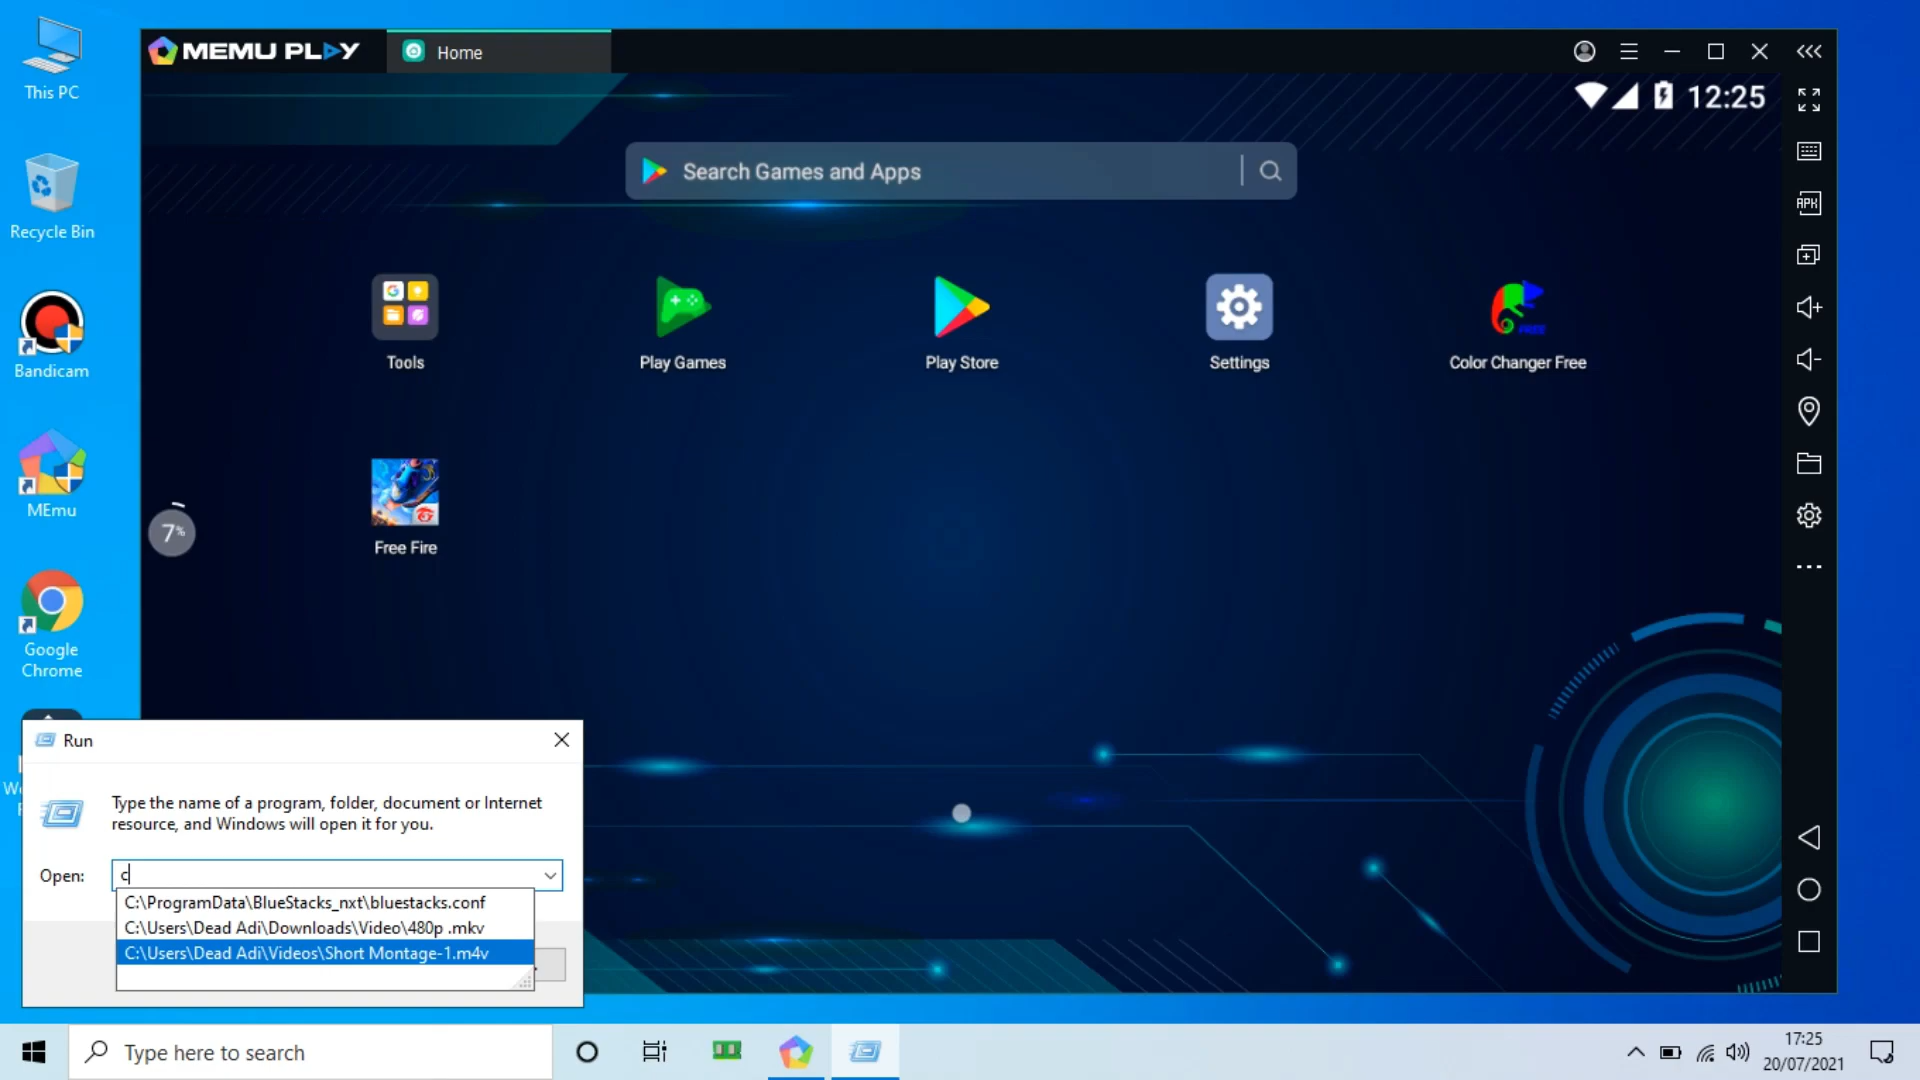 This PC
Recycle Bin
Bandicam
MEmu
Google
Chrome
MEMU PLAY
Home
12:25
Search Games and Apps
APK
Tools
Play Games
Play Store
Settings
FREE
Color Changer Free
Free Fire
7%
Run
Type the name of a program, folder, document or Internet
resource, and Windows will open it for you.
Open:
c
C:\ProgramData\BlueStacks_nxt\bluestacks.conf
C:\Users\Dead Adi\Downloads\Video\480p .mkv
C:\Users\Dead Adi\Videos\Short Montage-1.m4v
Type here to search
17:25
20/07/2021